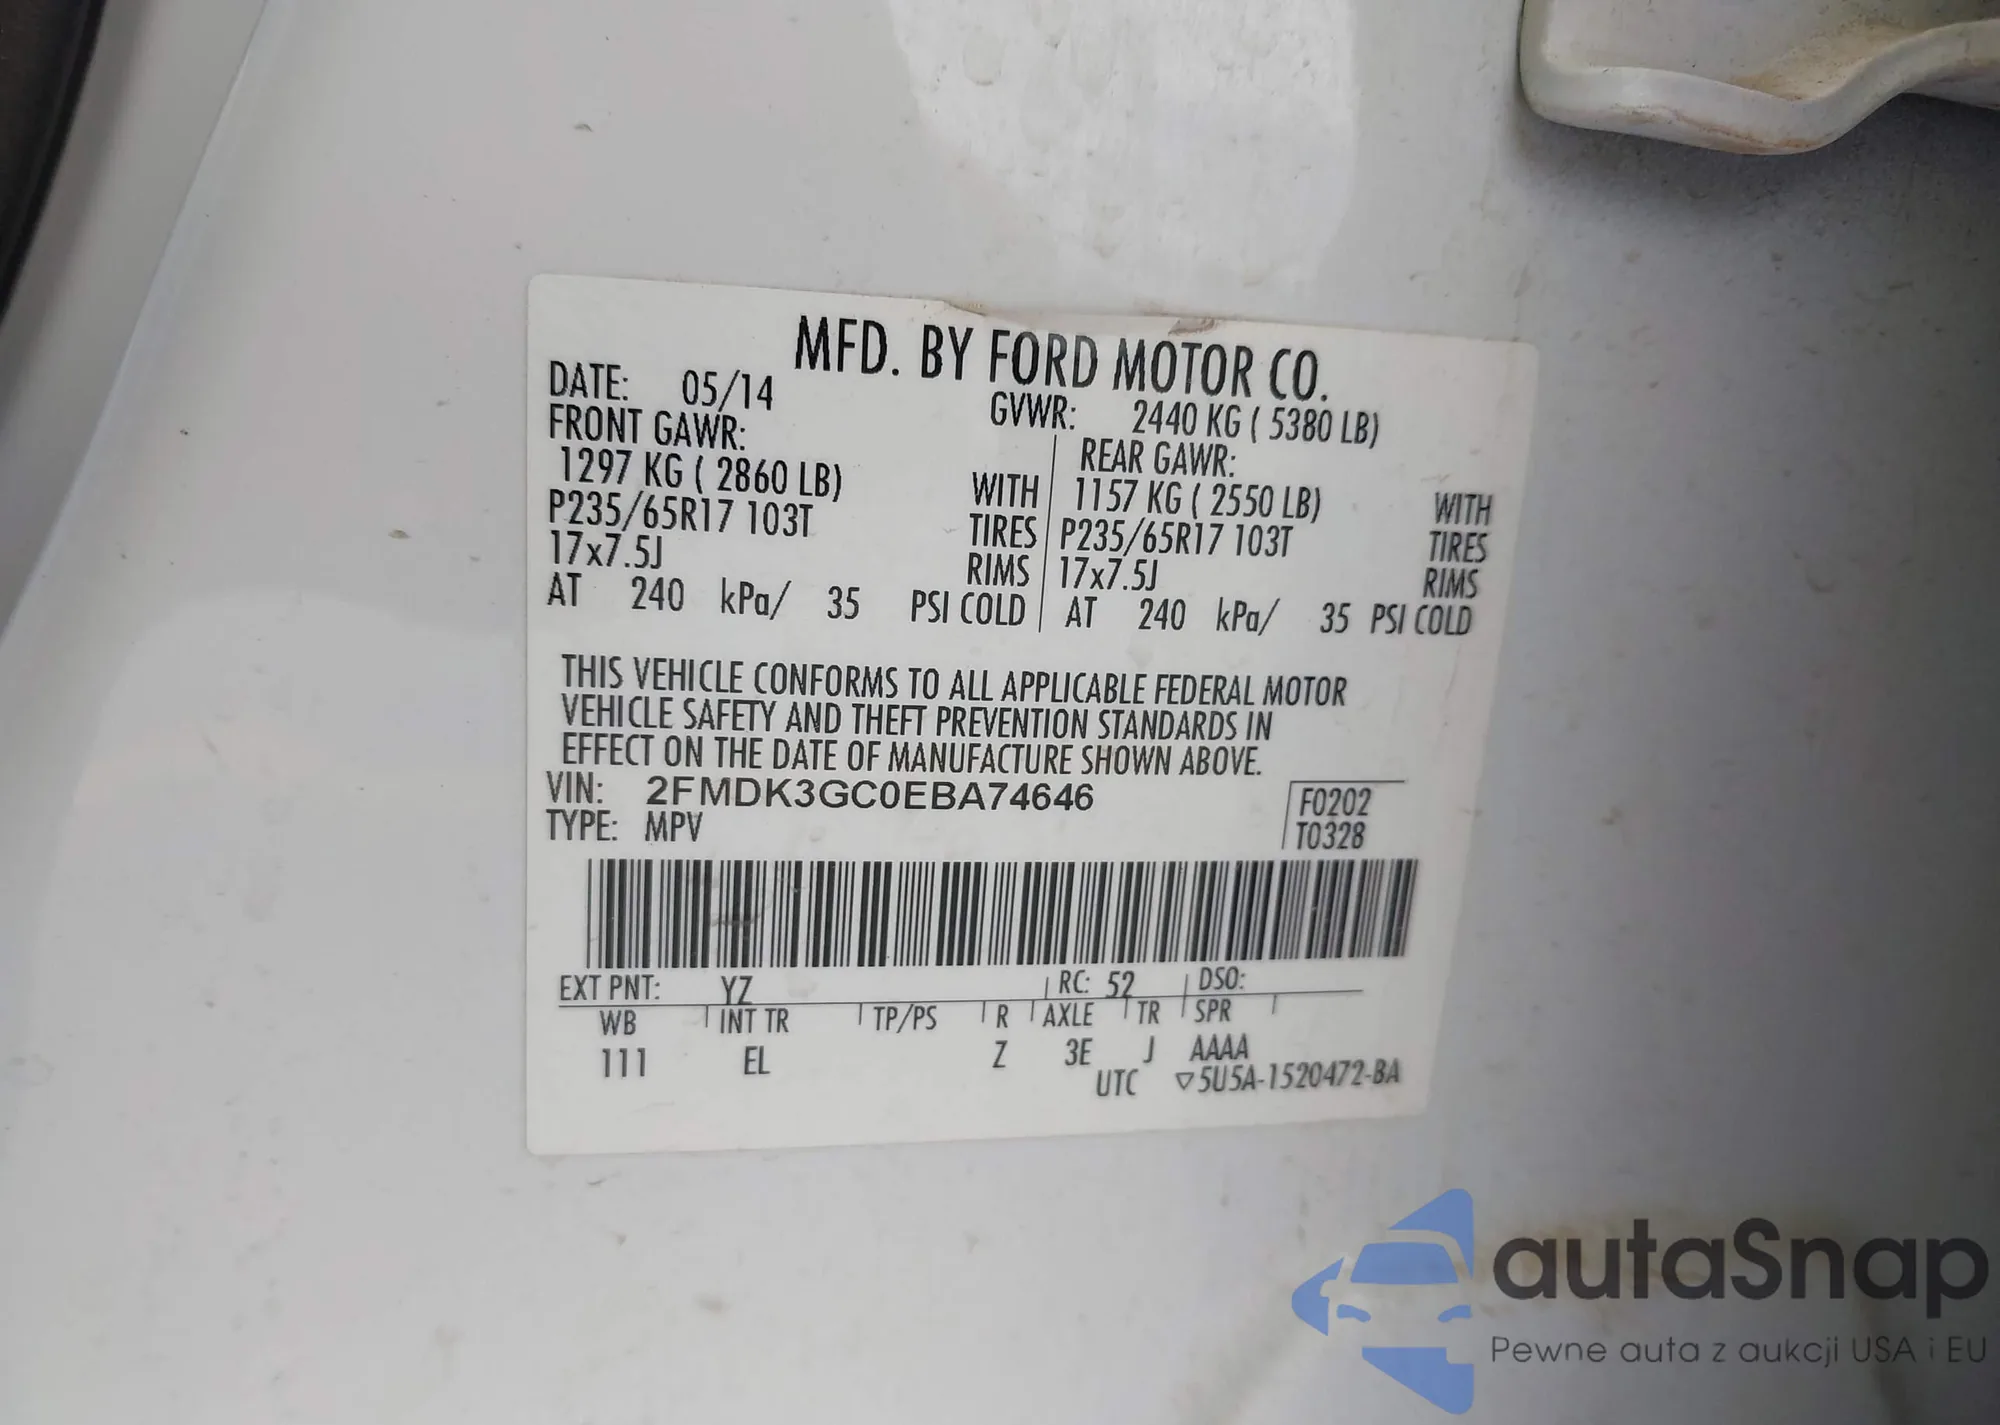 MFD. BY FORD MOTOR CO.
DATE: 05/14 GVWR: 2440 KG ( 5380 LB)
FRONT GAWR: REAR GAWR:
1297 KG ( 2860 LB) WITH 1157 KG ( 2550 LB) WITH
P235/65R17 103T TIRES P235/65R17 103T TIRES
17x7.5J RIMS 17x7.5J RIMS
AT 240 kPa/ 35 PSI COLD AT 240 kPa/ 35 PSI COLD
THIS VEHICLE CONFORMS TO ALL APPLICABLE FEDERAL MOTOR
VEHICLE SAFETY AND THEFT PREVENTION STANDARDS IN
EFFECT ON THE DATE OF MANUFACTURE SHOWN ABOVE.
VIN: 2FMDK3GC0EBA74646 F0202
TYPE: MPV T0328
EXT PNT: YZ RC: 52 DSO:
WB INT TR TP/PS R AXLE TR SPR
111 EL Z 3E J AAAA
UTC ▽5U5A-1520472-BA
autaSnap
Pewne auta z aukcji USA i EU